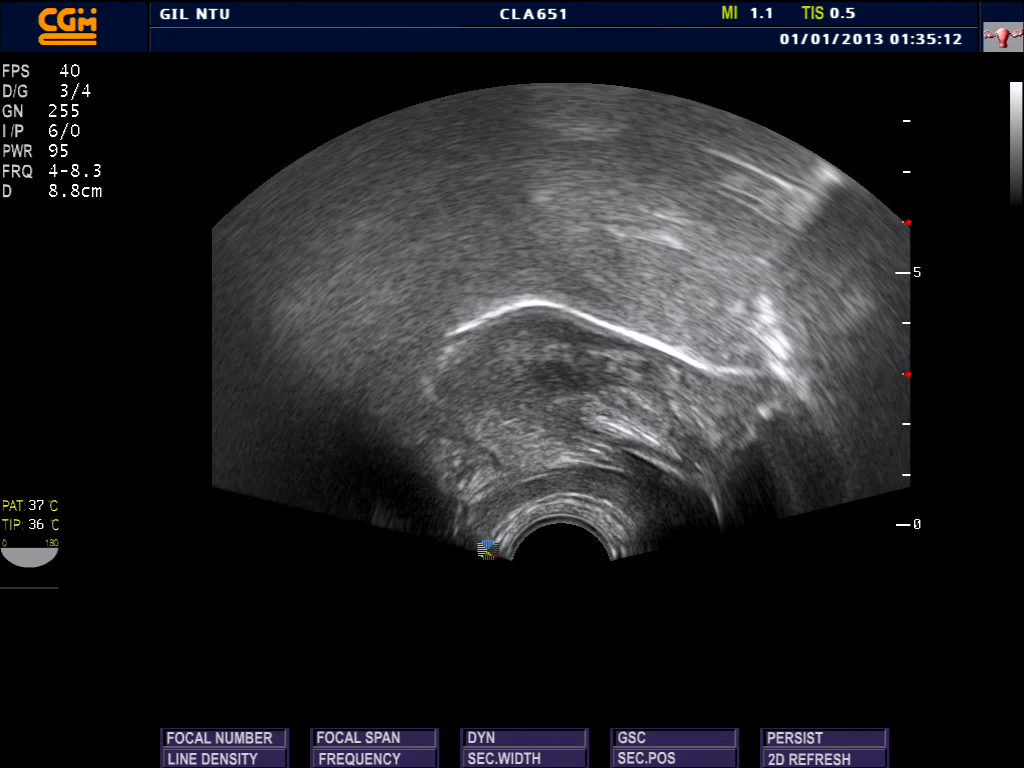 CGM
GIL NTU CLA651 MI 1.1 TIS 0.5
01/01/2013 01:35:12
FPS 40
D/G 3/4
GN 255
I/P 6/0
PWR 95
FRQ 4-8.3
D 8.8cm
5
PAT: 37 °C
TIP: 36 °C
0 180
0
FOCAL NUMBER FOCAL SPAN DYN GSC PERSIST
LINE DENSITY FREQUENCY SEC.WIDTH SEC.POS 2D REFRESH